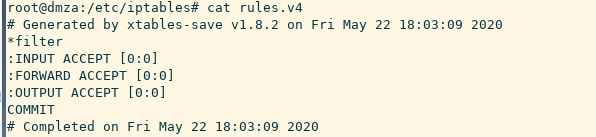 root@dmza:/etc/iptables# cat rules.v4
# Generated by xtables-save v1.8.2 on Fri May 22 18:03:09 2020
*filter
:INPUT ACCEPT [0:0]
:FORWARD ACCEPT [0:0]
:OUTPUT ACCEPT [0:0]
COMMIT
# Completed on Fri May 22 18:03:09 2020